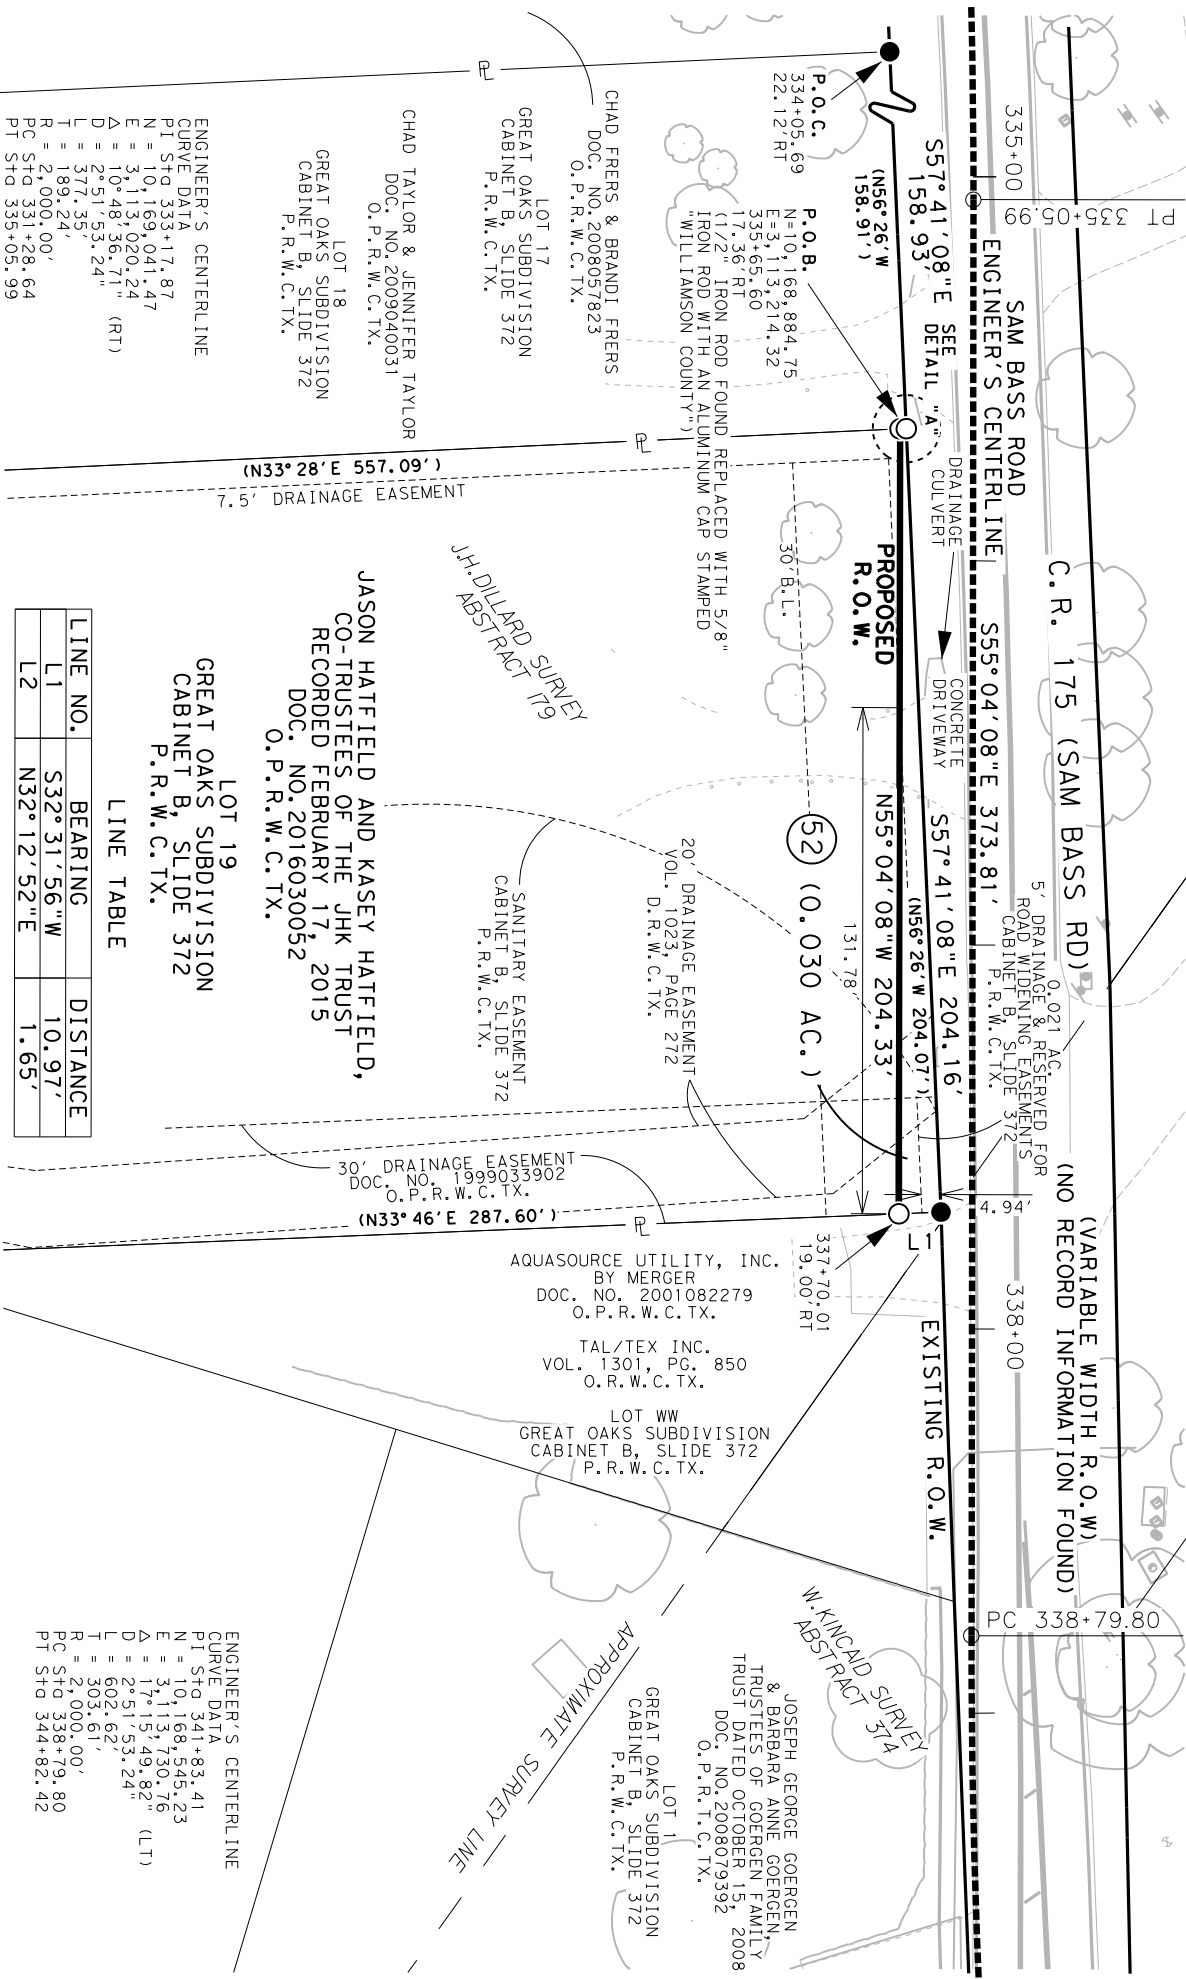 335+00
PT 335+05.99
SAM BASS ROAD
ENGINEER'S CENTERLINE
S55°04'08"E 373.81'
C.R. 175 (SAM BASS RD)
(VARIABLE WIDTH R.O.W)
(NO RECORD INFORMATION FOUND)
338+00
PC 338+79.80
0.021 AC.
5' DRAINAGE & RESERVED FOR
ROAD WIDENING EASEMENTS
CABINET B, SLIDE 372
P.R.W.C.TX.
4.94'
P.O.C.
334+05.69
22.12'RT
S57°41'08"E
158.93'
(N56°26'W
158.91')
SEE
DETAIL "A"
DRAINAGE
CULVERT
CONCRETE
DRIVEWAY
S57°41'08"E 204.16'
(N56°26'W 204.07')
EXISTING R.O.W.
P.O.B.
N=10,168,884.75
E=3,113,214.32
335+65.60
17.36'RT
(1/2" IRON ROD FOUND REPLACED WITH 5/8"
IRON ROD WITH AN ALUMINUM CAP STAMPED
"WILLIAMSON COUNTY")
PROPOSED
R.O.W.
N55°04'08"W 204.33'
131.78'
52 (0.030 AC.)
30'B.L.
L1
337+70.01
19.00'RT
CHAD FRERS & BRANDI FRERS
DOC. NO.2008057823
O.P.R.W.C.TX.
LOT 17
GREAT OAKS SUBDIVISION
CABINET B, SLIDE 372
P.R.W.C.TX.
CHAD TAYLOR & JENNIFER TAYLOR
DOC. NO.2009040031
O.P.R.W.C.TX.
LOT 18
GREAT OAKS SUBDIVISION
CABINET B, SLIDE 372
P.R.W.C.TX.
ENGINEER'S CENTERLINE
CURVE DATA
PI Sta 333+17.87
N = 10,169,041.47
E = 3,113,020.24
Δ = 10°48'36.71" (RT)
D = 2°51'53.24"
L = 377.35'
T = 189.24'
R = 2,000.00'
PC Sta 331+28.64
PT Sta 335+05.99
PL
PL
(N33°28'E 557.09')
7.5' DRAINAGE EASEMENT
J.H.DILLARD SURVEY
ABSTRACT 179
20' DRAINAGE EASEMENT
VOL. 1023, PAGE 272
D.R.W.C.TX.
SANITARY EASEMENT
CABINET B, SLIDE 372
P.R.W.C.TX.
JASON HATFIELD AND KASEY HATFIELD,
CO-TRUSTEES OF THE JHK TRUST
RECORDED FEBRUARY 17, 2015
DOC. NO.2016030052
O.P.R.W.C.TX.
LOT 19
GREAT OAKS SUBDIVISION
CABINET B, SLIDE 372
P.R.W.C.TX.
LINE TABLE
LINE NO. BEARING DISTANCE
L1 S32°31'56"W 10.97'
L2 N32°12'52"E 1.65'
30' DRAINAGE EASEMENT
DOC. NO. 1999033902
O.P.R.W.C.TX.
(N33°46'E 287.60')
PL
AQUASOURCE UTILITY, INC.
BY MERGER
DOC. NO. 2001082279
O.P.R.W.C.TX.
TAL/TEX INC.
VOL. 1301, PG. 850
O.R.W.C.TX.
LOT WW
GREAT OAKS SUBDIVISION
CABINET B, SLIDE 372
P.R.W.C.TX.
W.KINCAID SURVEY
ABSTRACT 374
APPROXIMATE SURVEY LINE
JOSEPH GEORGE GOERGEN
& BARBARA ANNE GOERGEN,
TRUSTEES OF GOERGEN FAMILY
TRUST DATED OCTOBER 15, 2008
DOC. NO.2008079392
O.P.R.T.C.TX.
LOT 1
GREAT OAKS SUBDIVISION
CABINET B, SLIDE 372
P.R.W.C.TX.
ENGINEER'S CENTERLINE
CURVE DATA
PI Sta 341+83.41
N = 10,168,545.23
E = 3,113,730.76
Δ = 17°15'49.82" (LT)
D = 2°51'53.24"
L = 602.62'
T = 303.61'
R = 2,000.00'
PC Sta 338+79.80
PT Sta 344+82.42